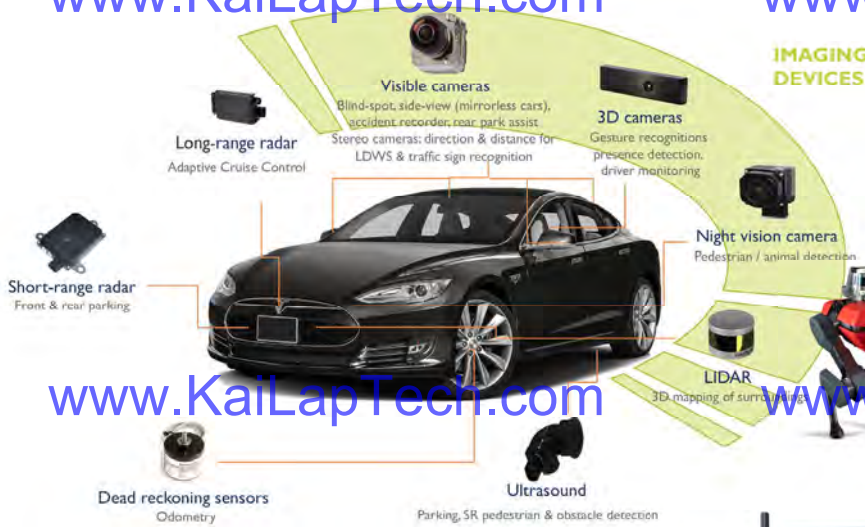 www.KaiLapTech.com
www.
IMAGING
DEVICES
Visible cameras
Blind-spot, side-view (mirrorless cars),
accident recorder, rear park assist
Stereo cameras: direction & distance for
LDWS & traffic sign recognition
3D cameras
Gesture recognitions
presence detection,
driver monitoring
Long-range radar
Adaptive Cruise Control
Night vision camera
Pedestrian / animal detection
Short-range radar
Front & rear parking
LIDAR
3D mapping of surroundings
www.KaiLapTech.com
www
Dead reckoning sensors
Odometry
Ultrasound
Parking, SR pedestrian & obstacle detection